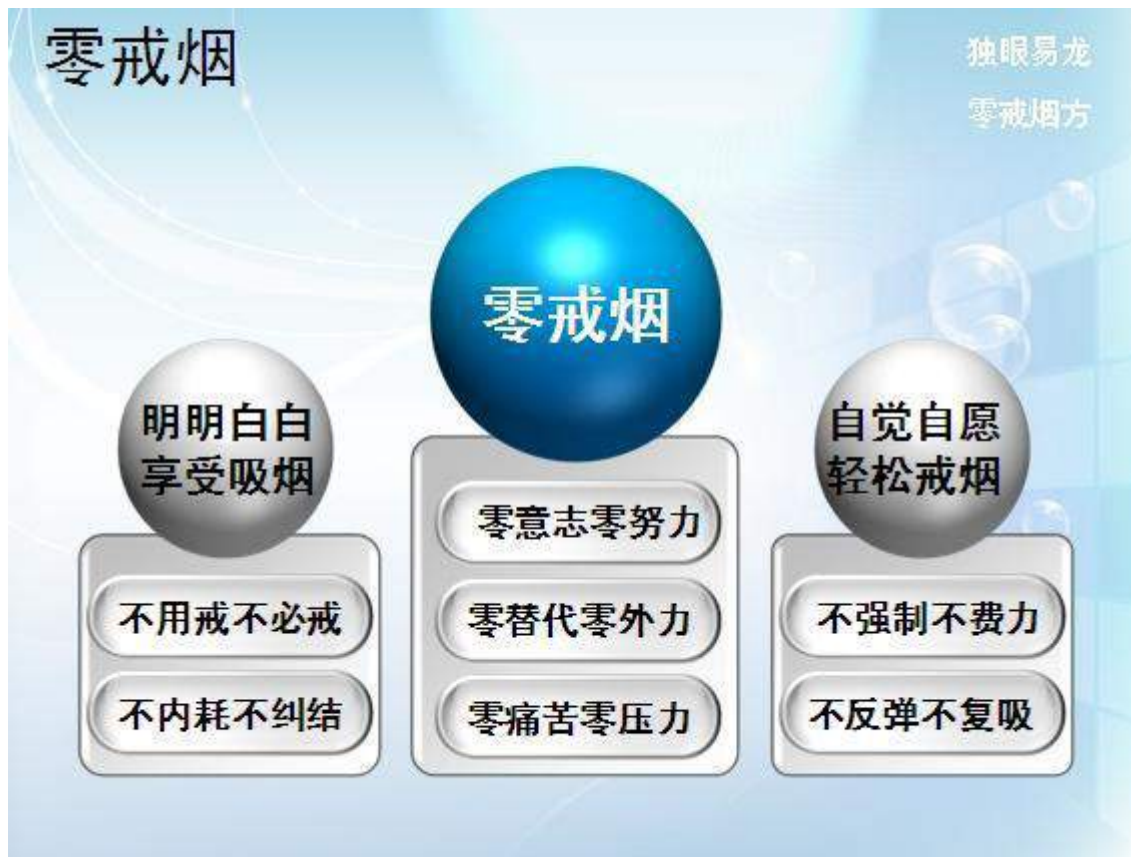 零戒烟
独眼易龙
零戒烟方
零戒烟
明明白白
享受吸烟
不用戒不必戒
不内耗不纠结
零意志零努力
零替代零外力
零痛苦零压力
自觉自愿
轻松戒烟
不强制不费力
不反弹不复吸